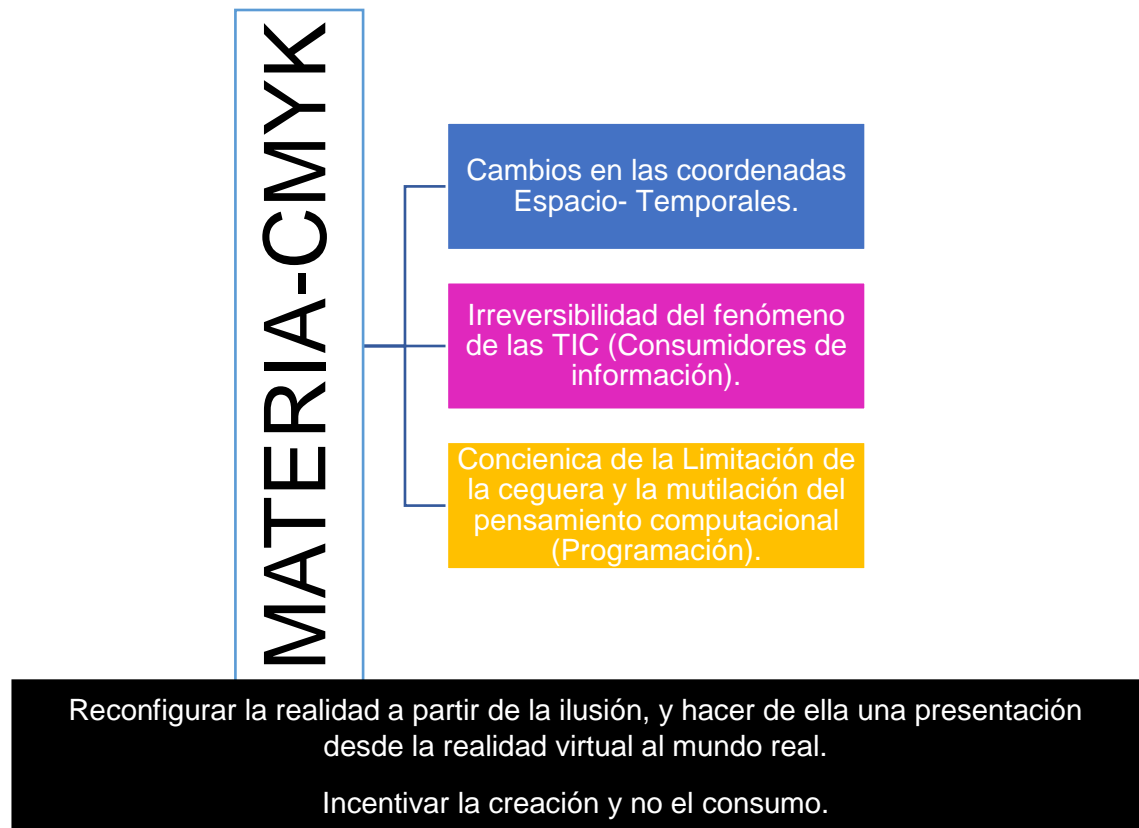 MATERIA-CMYK
Cambios en las coordenadas
Espacio- Temporales.
Irreversibilidad del fenómeno
de las TIC (Consumidores de
información).
Concienica de la Limitación de
la ceguera y la mutilación del
pensamiento computacional
(Programación).
Reconfigurar la realidad a partir de la ilusión, y hacer de ella una presentación
desde la realidad virtual al mundo real.
Incentivar la creación y no el consumo.